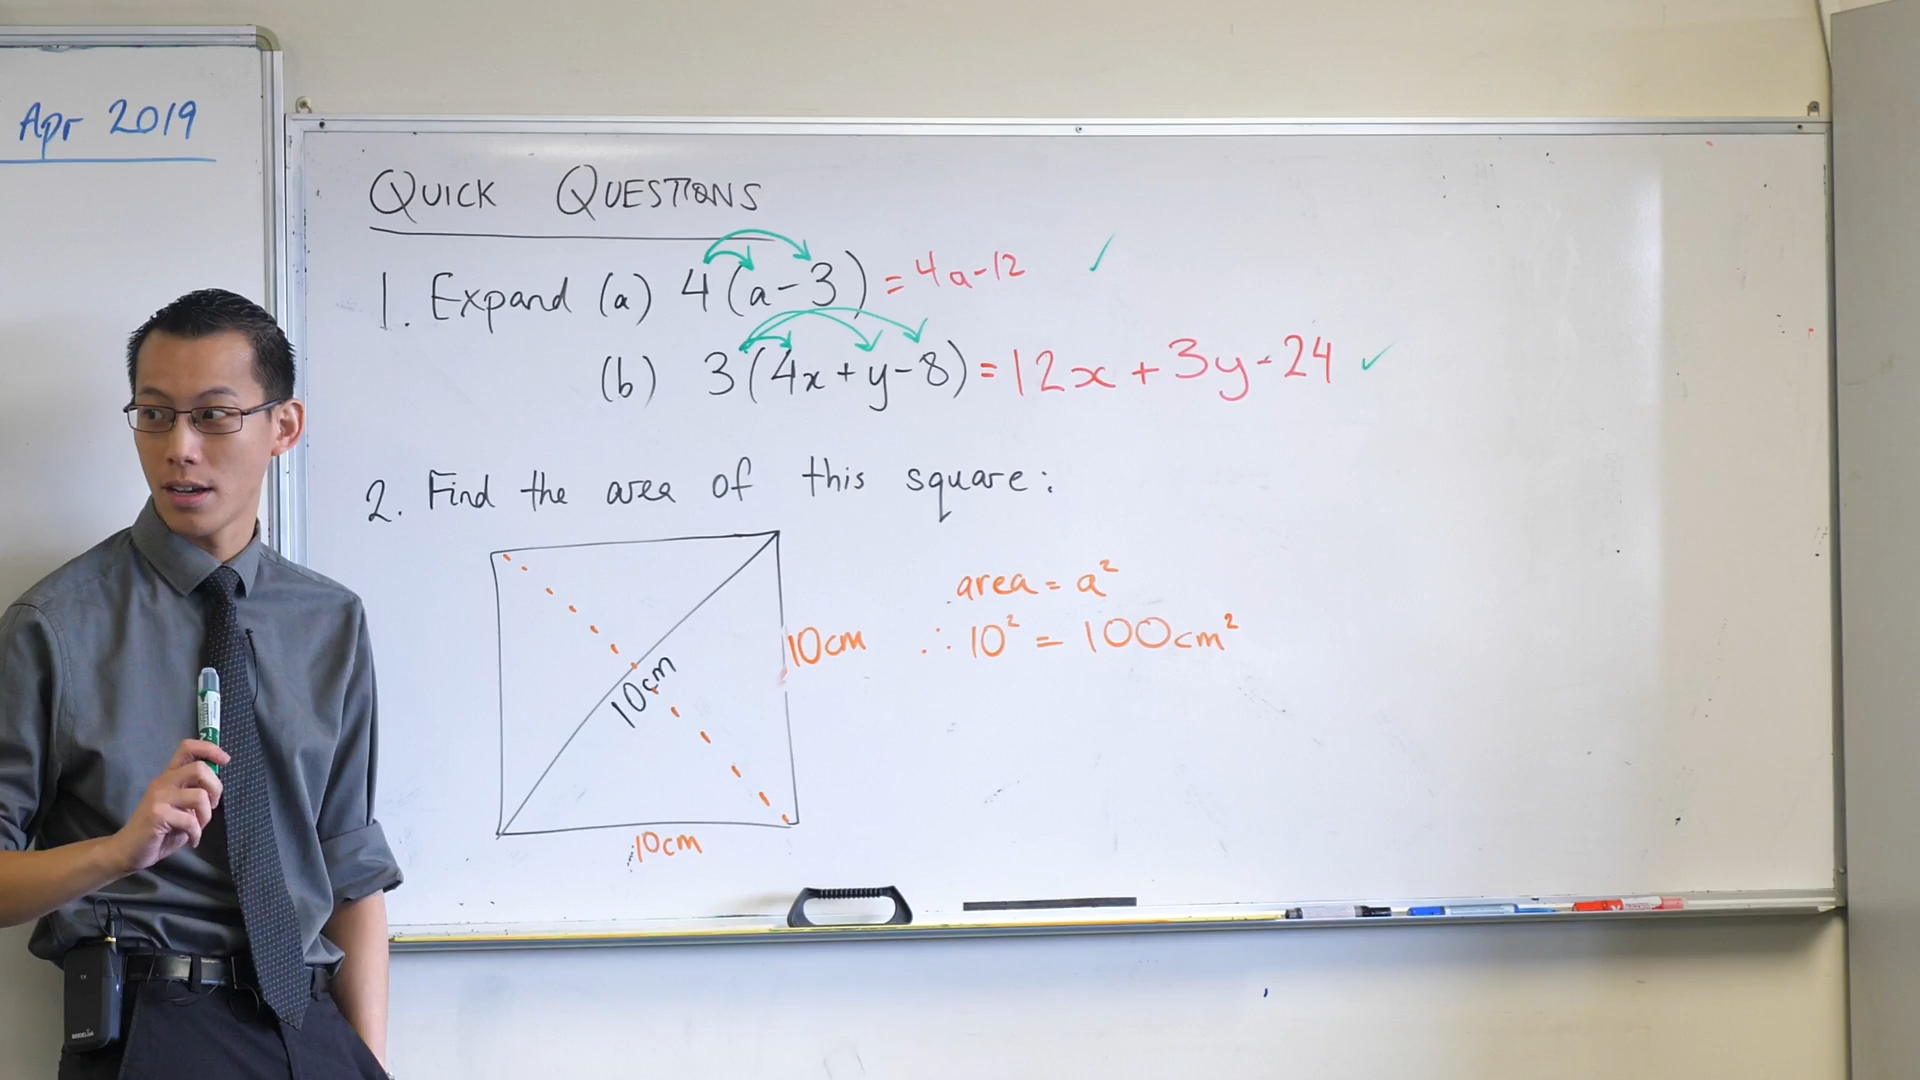 Apr 2019
QUICK QUESTIONS
1. Expand (a) 4(a-3) = 4a-12 ✓
(b) 3(4x+y-8) = 12x+3y-24 ✓
2. Find the area of this square:
10cm
10cm
10cm
area = a²
∴ 10² = 100cm²